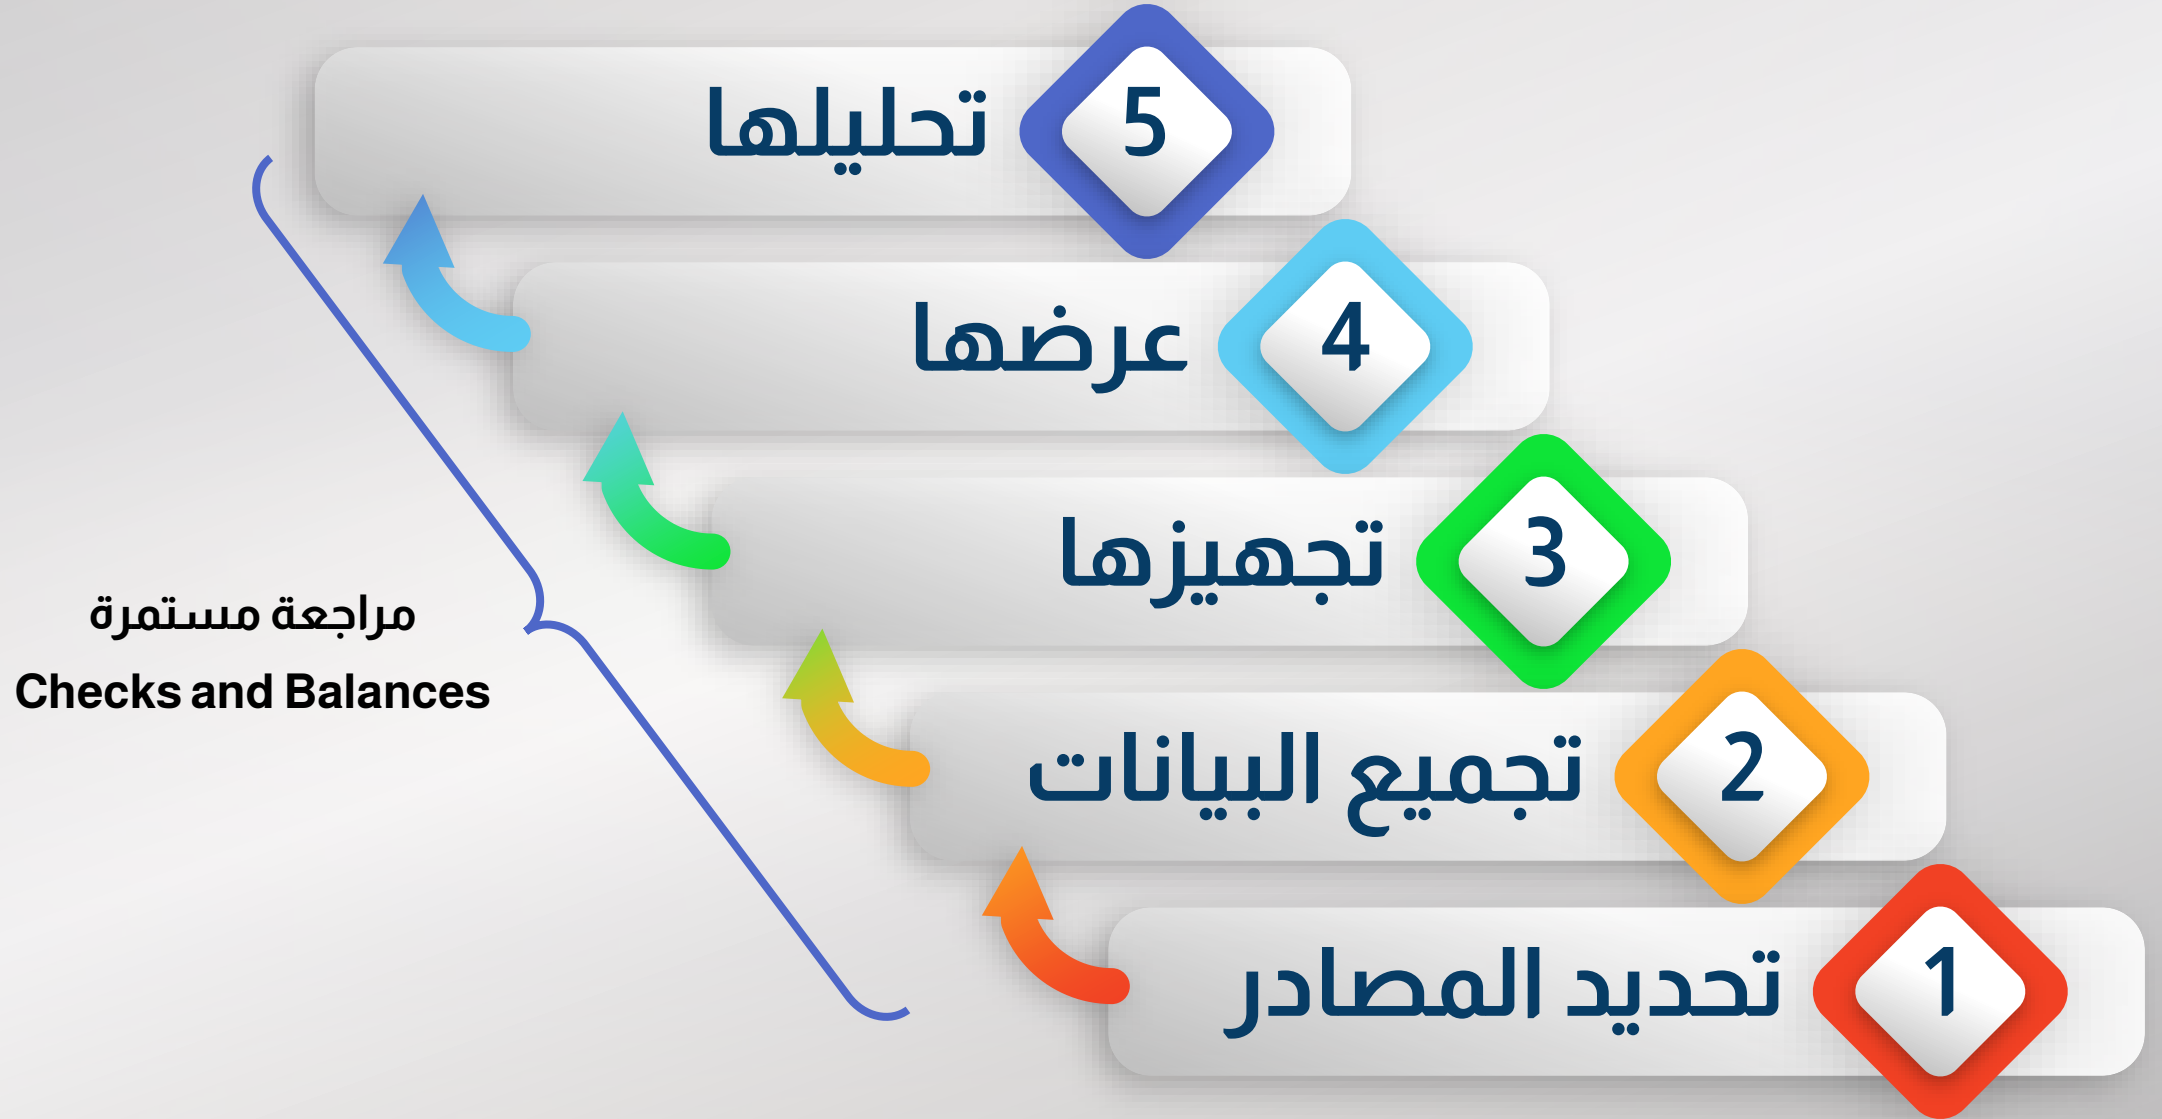 5 تحليلها
4 عرضها
3 تجهيزها
2 تجميع البيانات
1 تحديد المصادر
مراجعة مستمرة
Checks and Balances